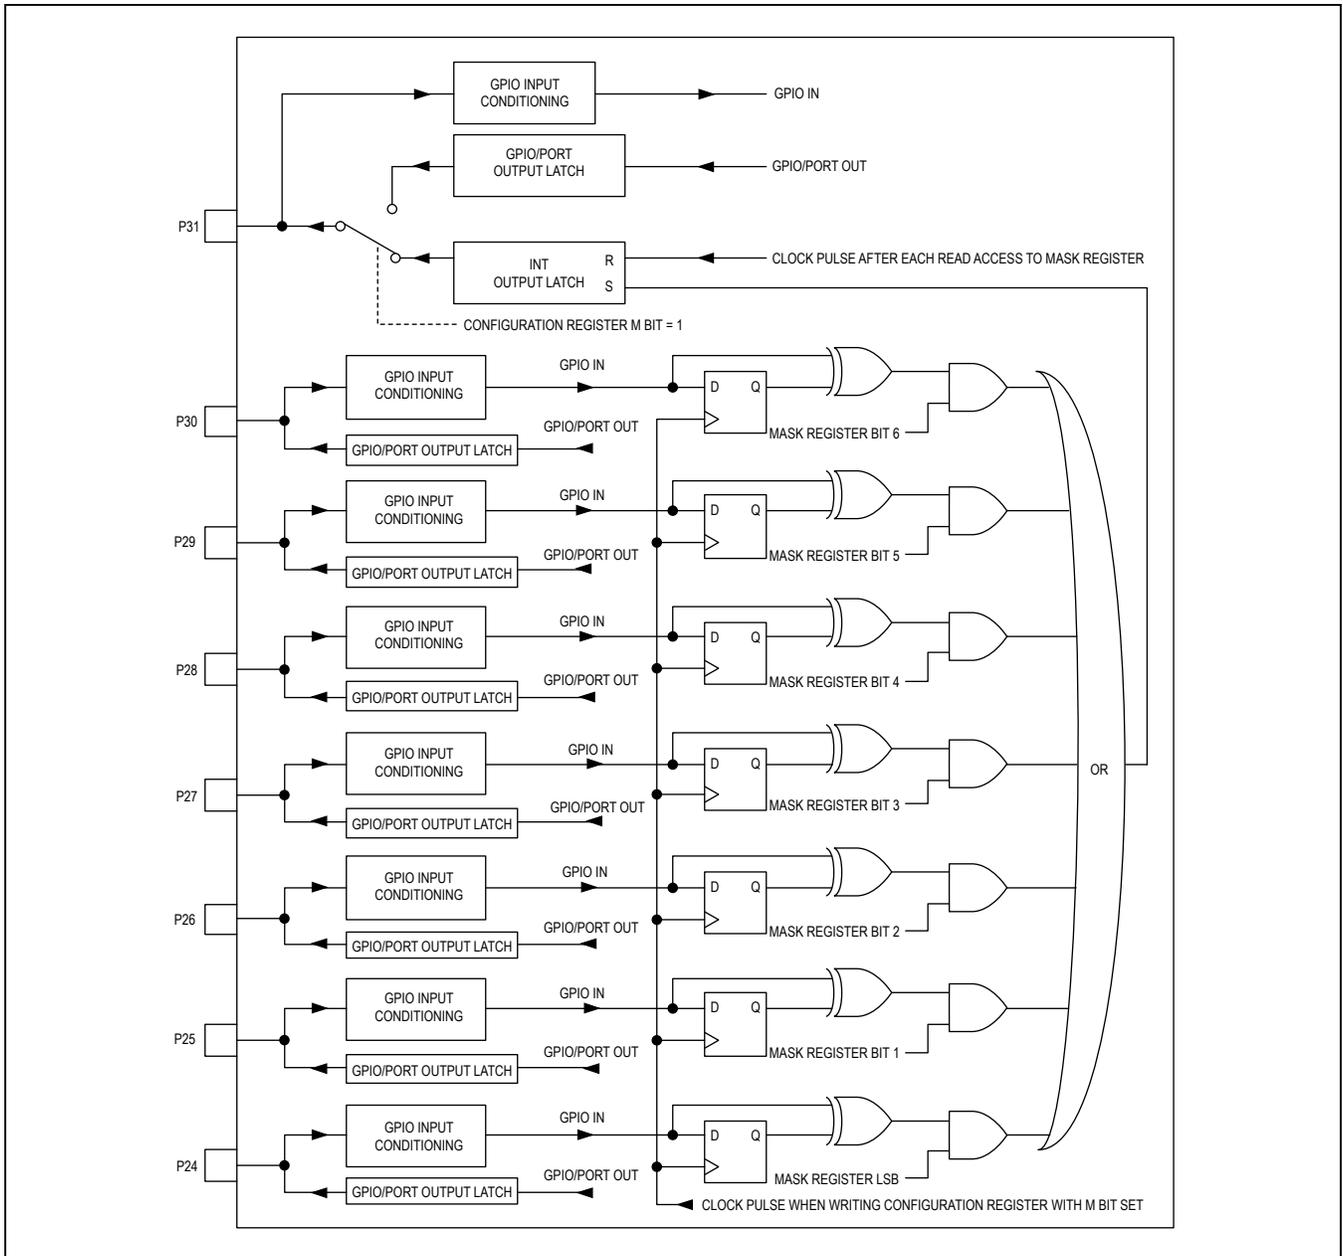 GPIO INPUT
CONDITIONING
GPIO IN
GPIO/PORT
OUTPUT LATCH
GPIO/PORT OUT
P31
INT
OUTPUT LATCH
R
S
CLOCK PULSE AFTER EACH READ ACCESS TO MASK REGISTER
CONFIGURATION REGISTER M BIT = 1
GPIO INPUT
CONDITIONING
GPIO IN
D Q
P30
GPIO/PORT OUT
MASK REGISTER BIT 6
GPIO/PORT OUTPUT LATCH
GPIO INPUT
CONDITIONING
GPIO IN
D Q
P29
GPIO/PORT OUT
MASK REGISTER BIT 5
GPIO/PORT OUTPUT LATCH
GPIO INPUT
CONDITIONING
GPIO IN
D Q
P28
GPIO/PORT OUT
MASK REGISTER BIT 4
GPIO/PORT OUTPUT LATCH
GPIO INPUT
CONDITIONING
GPIO IN
D Q
OR
P27
GPIO/PORT OUT
MASK REGISTER BIT 3
GPIO/PORT OUTPUT LATCH
GPIO INPUT
CONDITIONING
GPIO IN
D Q
P26
GPIO/PORT OUT
MASK REGISTER BIT 2
GPIO/PORT OUTPUT LATCH
GPIO INPUT
CONDITIONING
GPIO IN
D Q
P25
GPIO/PORT OUT
MASK REGISTER BIT 1
GPIO/PORT OUTPUT LATCH
GPIO INPUT
CONDITIONING
GPIO IN
D Q
P24
GPIO/PORT OUT
MASK REGISTER LSB
GPIO/PORT OUTPUT LATCH
CLOCK PULSE WHEN WRITING CONFIGURATION REGISTER WITH M BIT SET